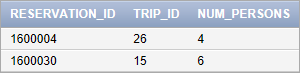 RESERVATION_ID TRIP_ID NUM_PERSONS
1600004 26 4
1600030 15 6